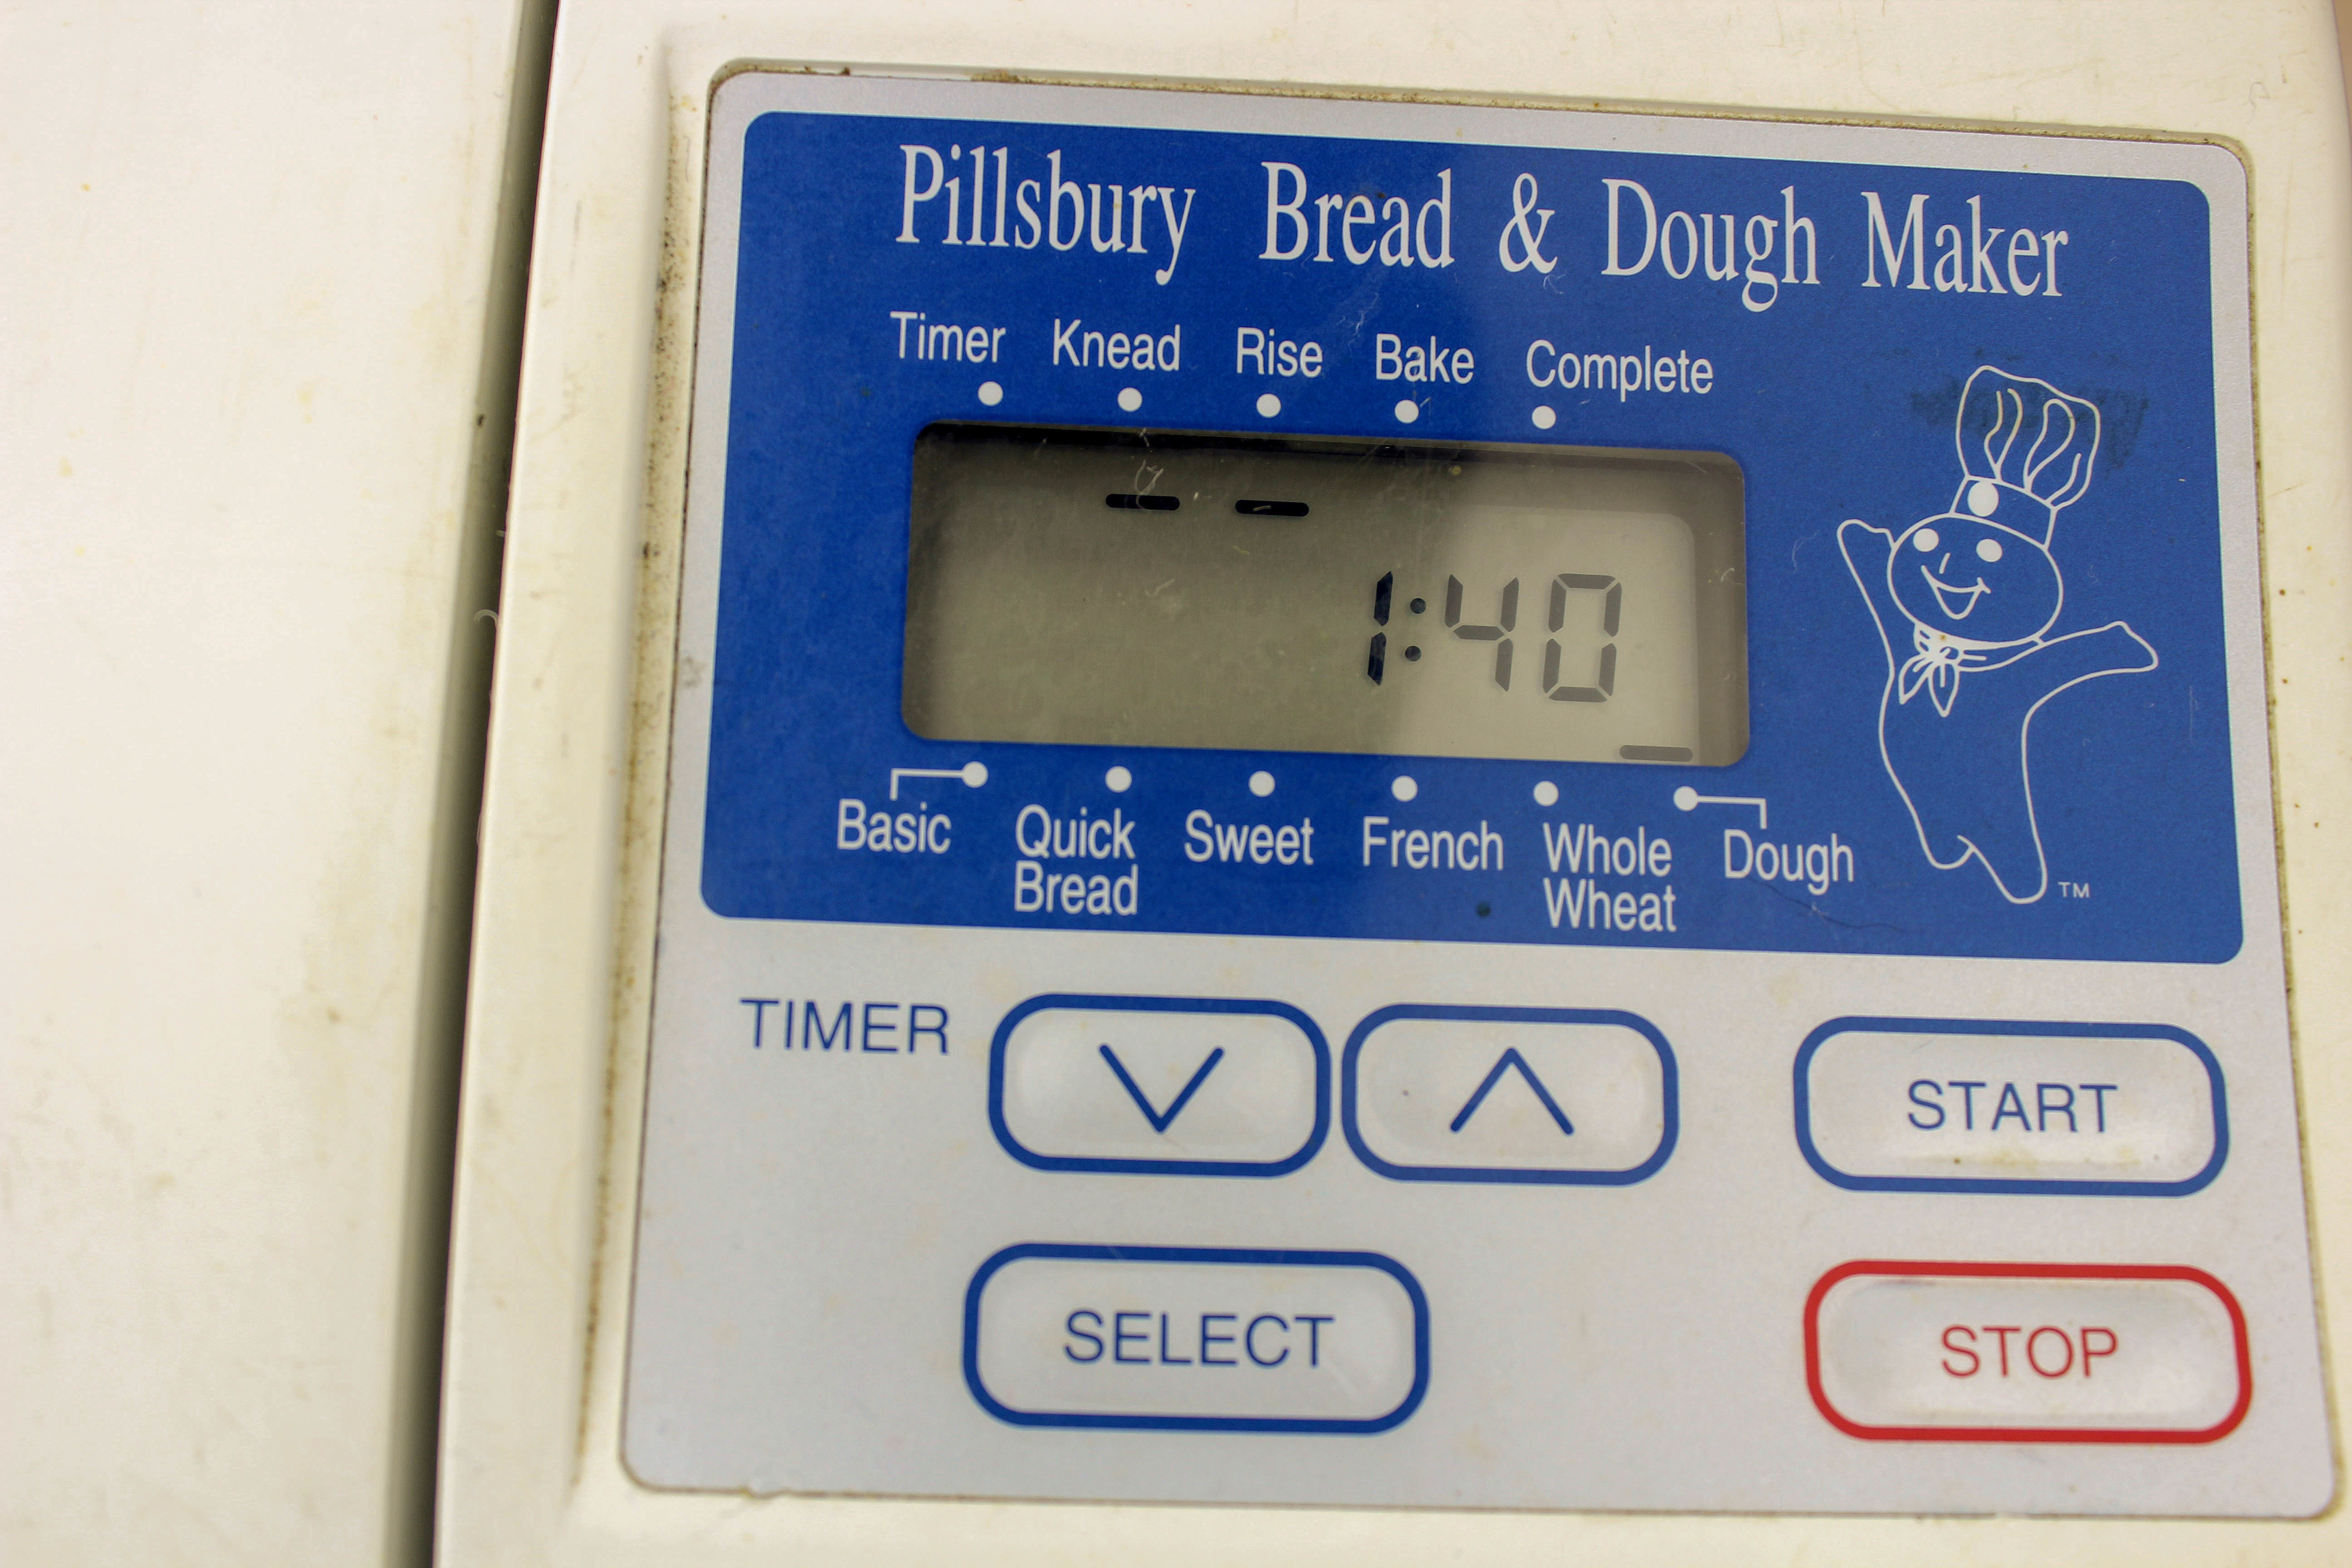 Pillsbury Bread & Dough Maker
Timer Knead Rise Bake Complete
1:40
Basic Quick Bread Sweet French Whole Wheat Dough
TM
TIMER
START
SELECT
STOP